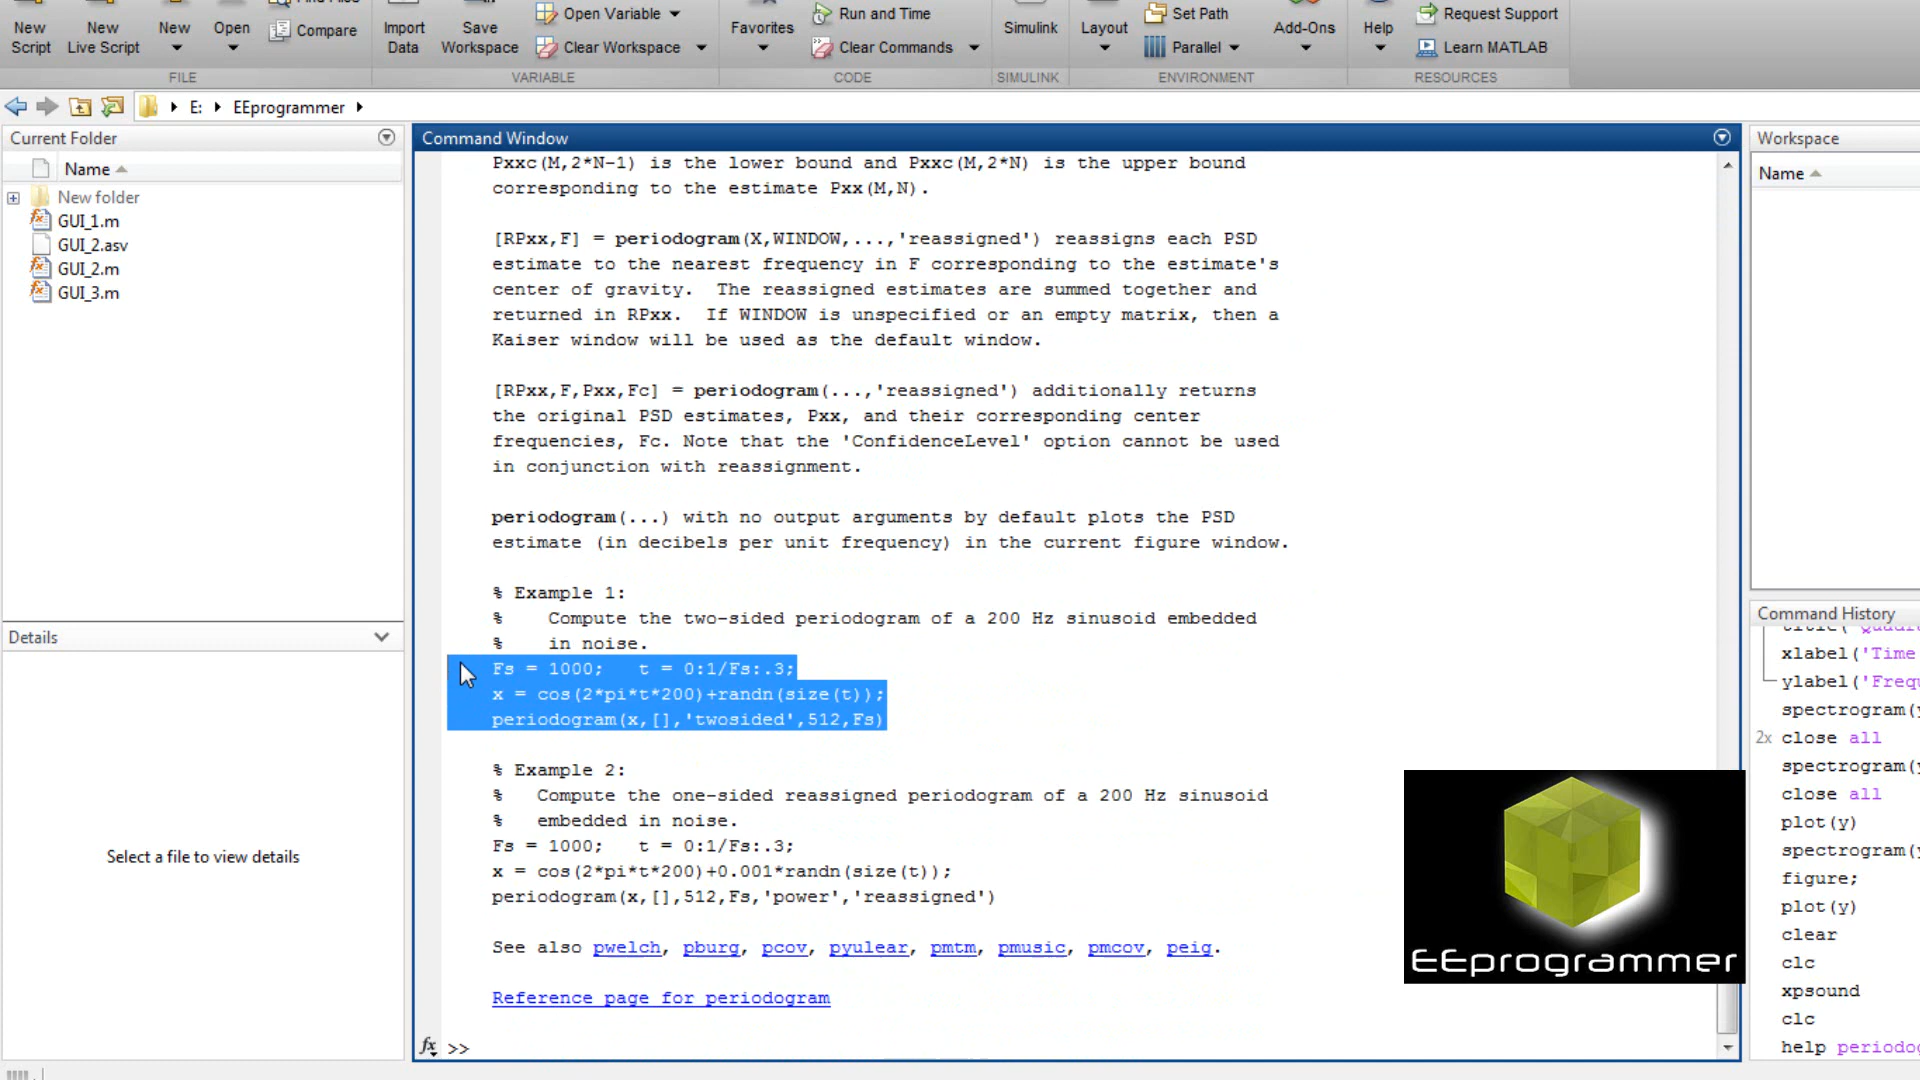 Compare
Open Variable
Run and Time
Set Path
Request Support
New Script
New Live Script
New
Open
Import Data
Save Workspace
Clear Workspace
Favorites
Clear Commands
Simulink
Layout
Parallel
Add-Ons
Help
Learn MATLAB
FILE
VARIABLE
CODE
SIMULINK
ENVIRONMENT
RESOURCES
E:
EEprogrammer
Current Folder
Name
New folder
GUI_1.m
GUI_2.asv
GUI_2.m
GUI_3.m
Details
Select a file to view details
Command Window
Pxxc(M,2*N-1) is the lower bound and Pxxc(M,2*N) is the upper bound
corresponding to the estimate Pxx(M,N).
[RPxx,F] = periodogram(X,WINDOW,...,'reassigned') reassigns each PSD
estimate to the nearest frequency in F corresponding to the estimate's
center of gravity.  The reassigned estimates are summed together and
returned in RPxx.  If WINDOW is unspecified or an empty matrix, then a
Kaiser window will be used as the default window.
[RPxx,F,Pxx,Fc] = periodogram(...,'reassigned') additionally returns
the original PSD estimates, Pxx, and their corresponding center
frequencies, Fc. Note that the 'ConfidenceLevel' option cannot be used
in conjunction with reassignment.
periodogram(...) with no output arguments by default plots the PSD
estimate (in decibels per unit frequency) in the current figure window.
% Example 1:
%    Compute the two-sided periodogram of a 200 Hz sinusoid embedded
%    in noise.
Fs = 1000;   t = 0:1/Fs:.3;
x = cos(2*pi*t*200)+randn(size(t));
periodogram(x,[],'twosided',512,Fs)
% Example 2:
%   Compute the one-sided reassigned periodogram of a 200 Hz sinusoid
%   embedded in noise.
Fs = 1000;   t = 0:1/Fs:.3;
x = cos(2*pi*t*200)+0.001*randn(size(t));
periodogram(x,[],512,Fs,'power','reassigned')
See also pwelch, pburg, pcov, pyulear, pmtm, pmusic, pmcov, peig.
Reference page for periodogram
fx >>
Workspace
Name
Command History
xlabel('Time
ylabel('Frequ
spectrogram(y
2x close all
spectrogram(y
close all
plot(y)
spectrogram(y
figure;
plot(y)
clear
clc
xpsound
clc
help periodog
EEprogrammer